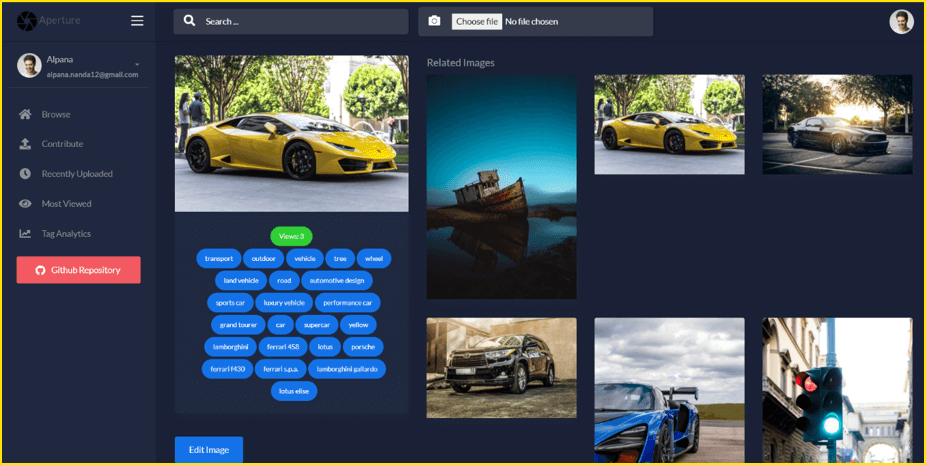 Aperture
Search ...
Choose file No file chosen
Alpana
alpana.nanda12@gmail.com
Browse
Contribute
Recently Uploaded
Most Viewed
Tag Analytics
Github Repository
Views: 3
transport outdoor vehicle tree wheel
land vehicle road automotive design
sports car luxury vehicle performance car
grand tourer car supercar yellow
lamborghini ferrari 458 lotus porsche
ferrari f430 ferrari s.p.a. lamborghini gallardo
lotus elise
Edit Image
Related Images